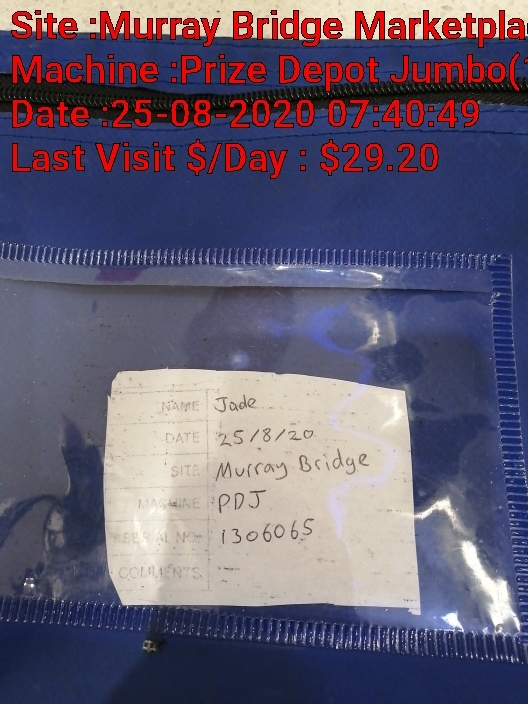 Site :Murray Bridge Marketpla
Machine :Prize Depot Jumbo(
Date :25-08-2020 07:40:49
Last Visit $/Day : $29.20
NAME Jade
DATE 25/8/20
SITE Murray Bridge
MACHINE PDJ
SERIAL NO- 1306065
COMMENTS. —